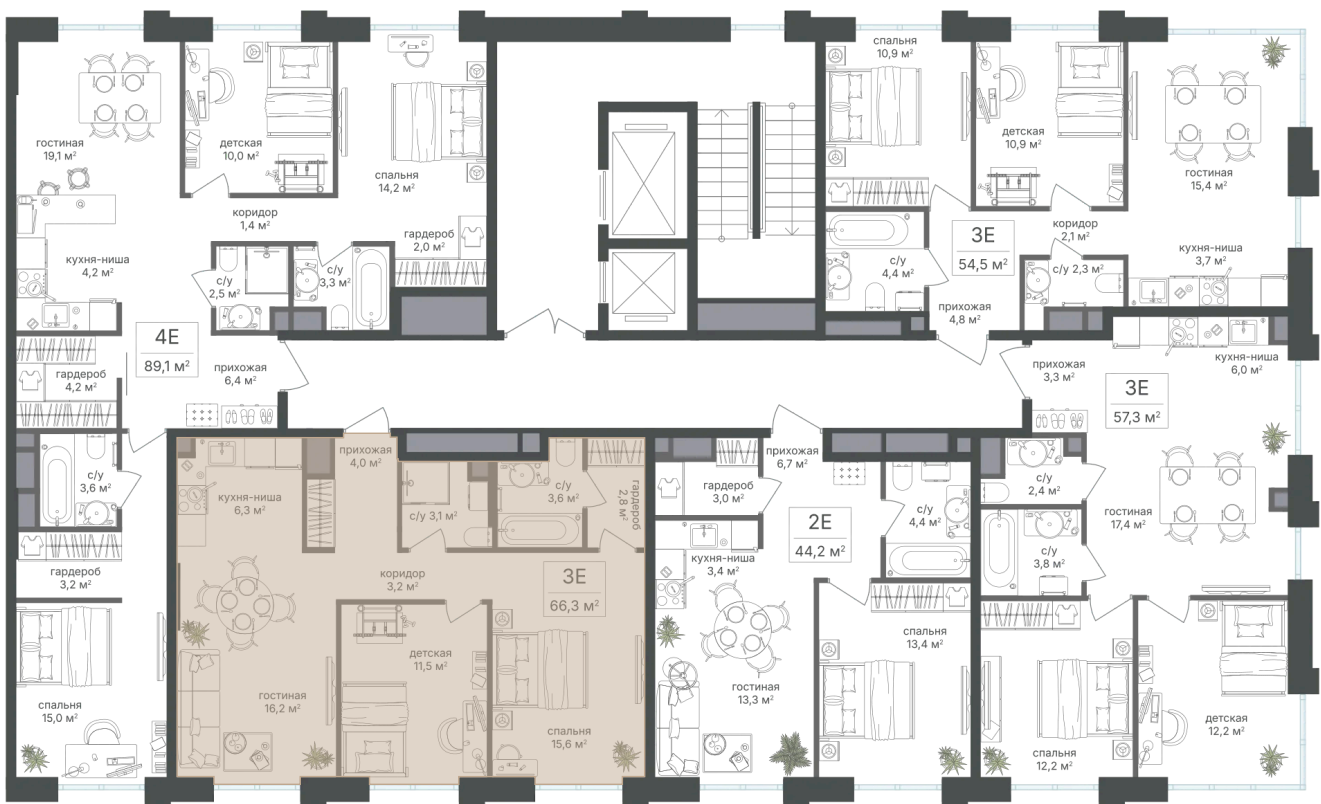 гостиная
19,1 м²
детская
10,0 м²
спальня
14,2 м²
коридор
1,4 м²
гардероб
2,0 м²
кухня-ниша
4,2 м²
с/у
2,5 м²
с/у
3,3 м²
4Е
89,1 м²
гардероб
4,2 м²
прихожая
6,4 м²
с/у
3,6 м²
гардероб
3,2 м²
спальня
15,0 м²
спальня
10,9 м²
детская
10,9 м²
гостиная
15,4 м²
коридор
2,1 м²
3Е
54,5 м²
с/у
4,4 м²
с/у 2,3 м²
кухня-ниша
3,7 м²
прихожая
4,8 м²
прихожая
3,3 м²
кухня-ниша
6,0 м²
3Е
57,3 м²
с/у
2,4 м²
гостиная
17,4 м²
с/у
3,8 м²
спальня
12,2 м²
детская
12,2 м²
прихожая
4,0 м²
кухня-ниша
6,3 м²
с/у 3,1 м²
с/у
3,6 м²
гардероб
2,8 м²
коридор
3,2 м²
3Е
66,3 м²
детская
11,5 м²
гостиная
16,2 м²
спальня
15,6 м²
прихожая
6,7 м²
гардероб
3,0 м²
2Е
44,2 м²
с/у
4,4 м²
кухня-ниша
3,4 м²
спальня
13,4 м²
гостиная
13,3 м²